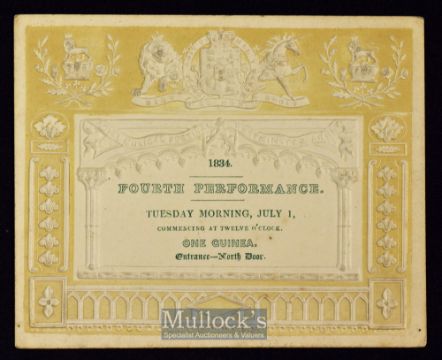 1834.
FOURTH PERFORMANCE.
TUESDAY MORNING, JULY 1,
COMMENCING AT TWELVE O'CLOCK.
ONE GUINEA.
Entrance—North Door.
Mullock's
Specialist Auctioneers & Valuers